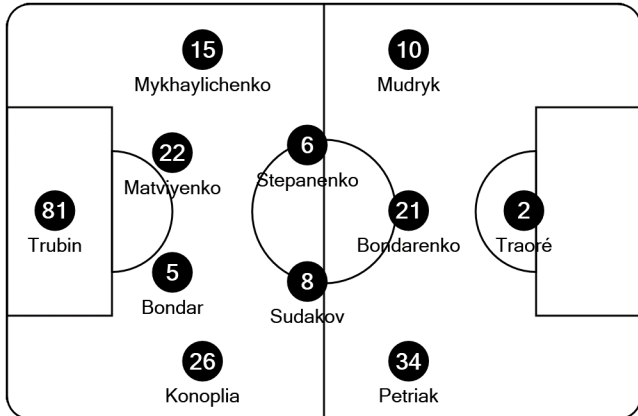 15
Mykhaylichenko
10
Mudryk
6
Stepanenko
22
Matviyenko
81
Trubin
21
Bondarenko
2
Traoré
5
Bondar
8
Sudakov
26
Konoplia
34
Petriak